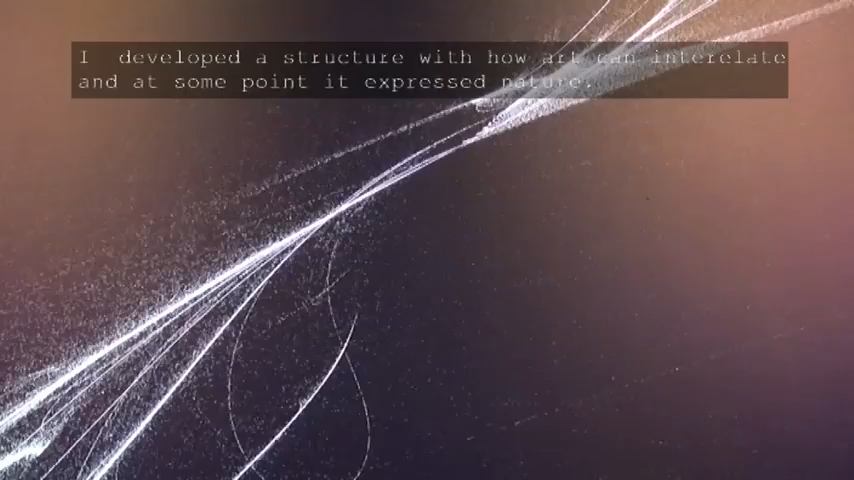 I  developed a structure with how art can interelate
and at some point it expressed nature.